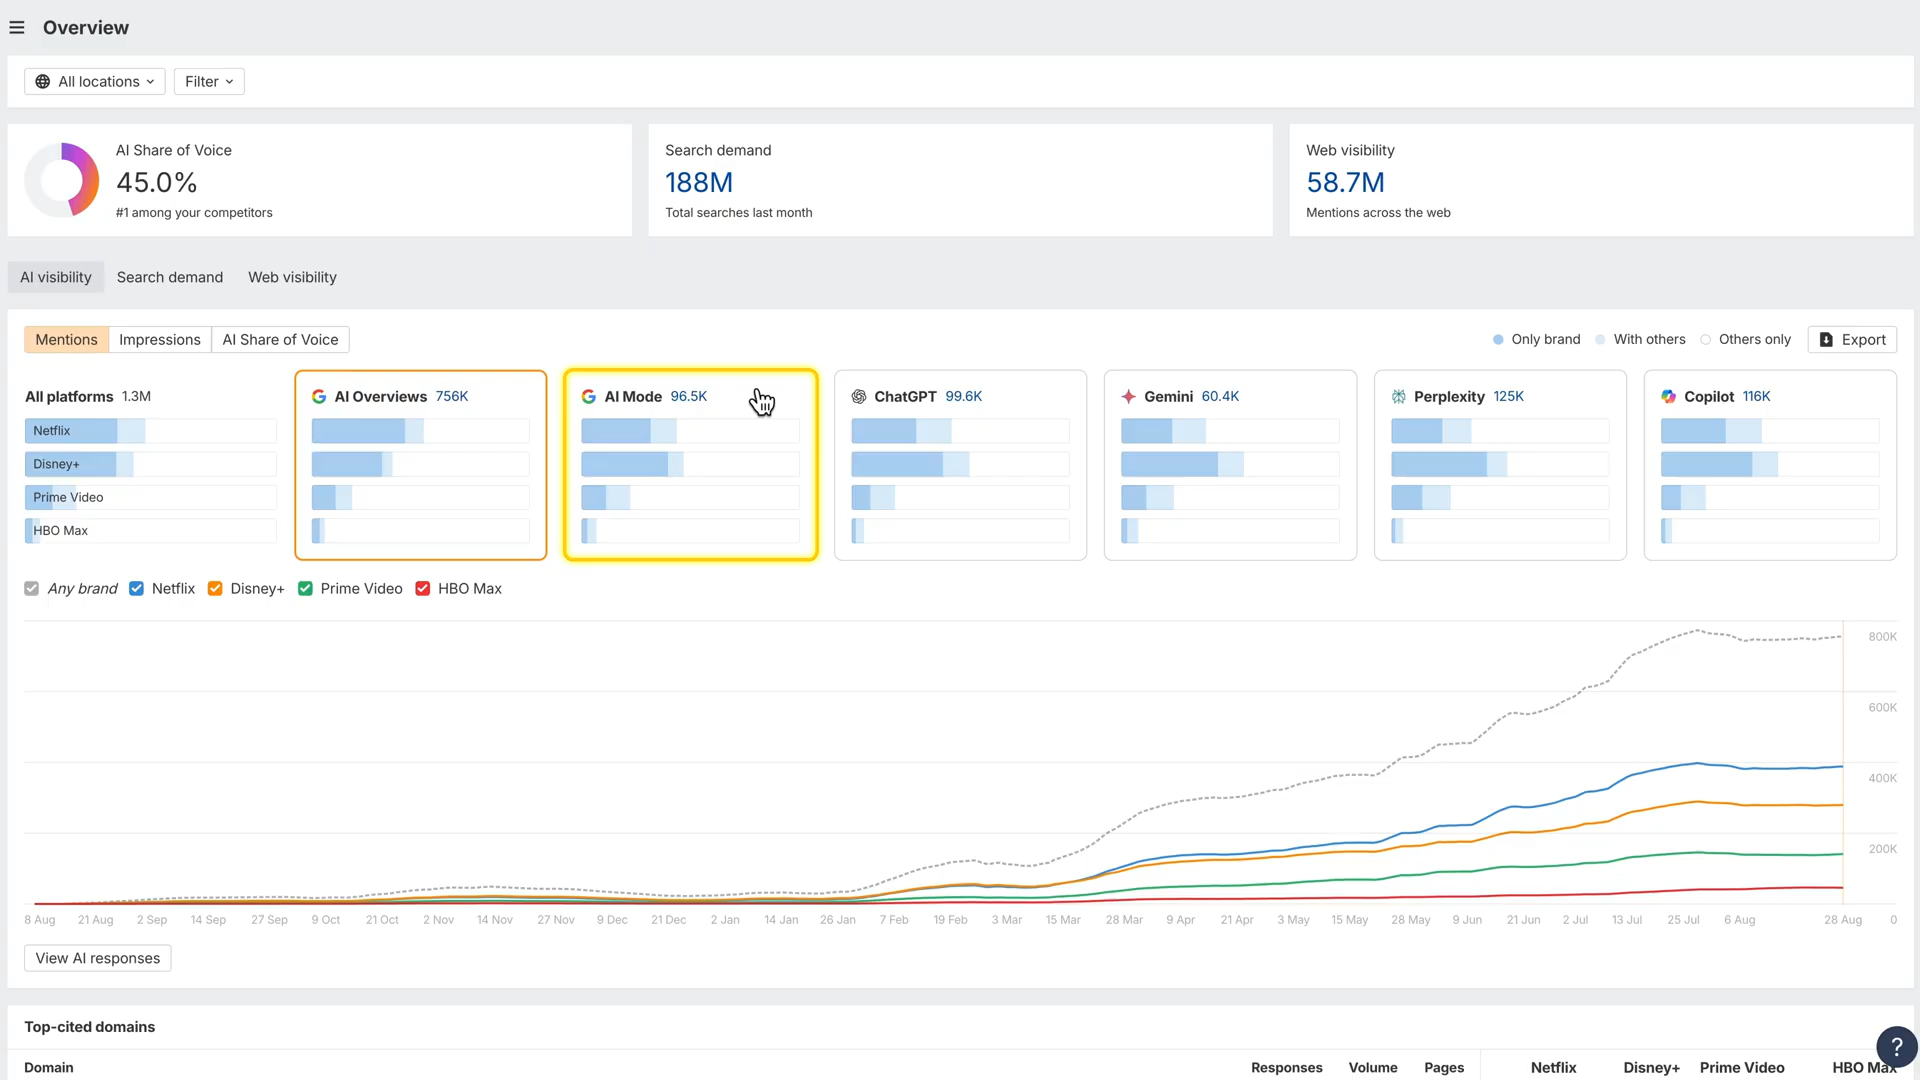 Overview
All locations
Filter
AI Share of Voice
45.0%
#1 among your competitors
Search demand
188M
Total searches last month
Web visibility
58.7M
Mentions across the web
AI visibility Search demand Web visibility
Mentions Impressions AI Share of Voice
Only brand With others Others only Export
All platforms 1.3M
Netflix
Disney+
Prime Video
HBO Max
AI Overviews 756K
AI Mode 96.5K
ChatGPT 99.6K
Gemini 60.4K
Perplexity 125K
Copilot 116K
Any brand Netflix Disney+ Prime Video HBO Max
800K
600K
400K
200K
8 Aug 21 Aug 2 Sep 14 Sep 27 Sep 9 Oct 21 Oct 2 Nov 14 Nov 27 Nov 9 Dec 21 Dec 2 Jan 14 Jan 26 Jan 7 Feb 19 Feb 3 Mar 15 Mar 28 Mar 9 Apr 21 Apr 3 May 15 May 28 May 9 Jun 21 Jun 2 Jul 13 Jul 25 Jul 6 Aug 28 Aug 0
View AI responses
Top-cited domains
Domain Responses Volume Pages Netflix Disney+ Prime Video HBO Max
?